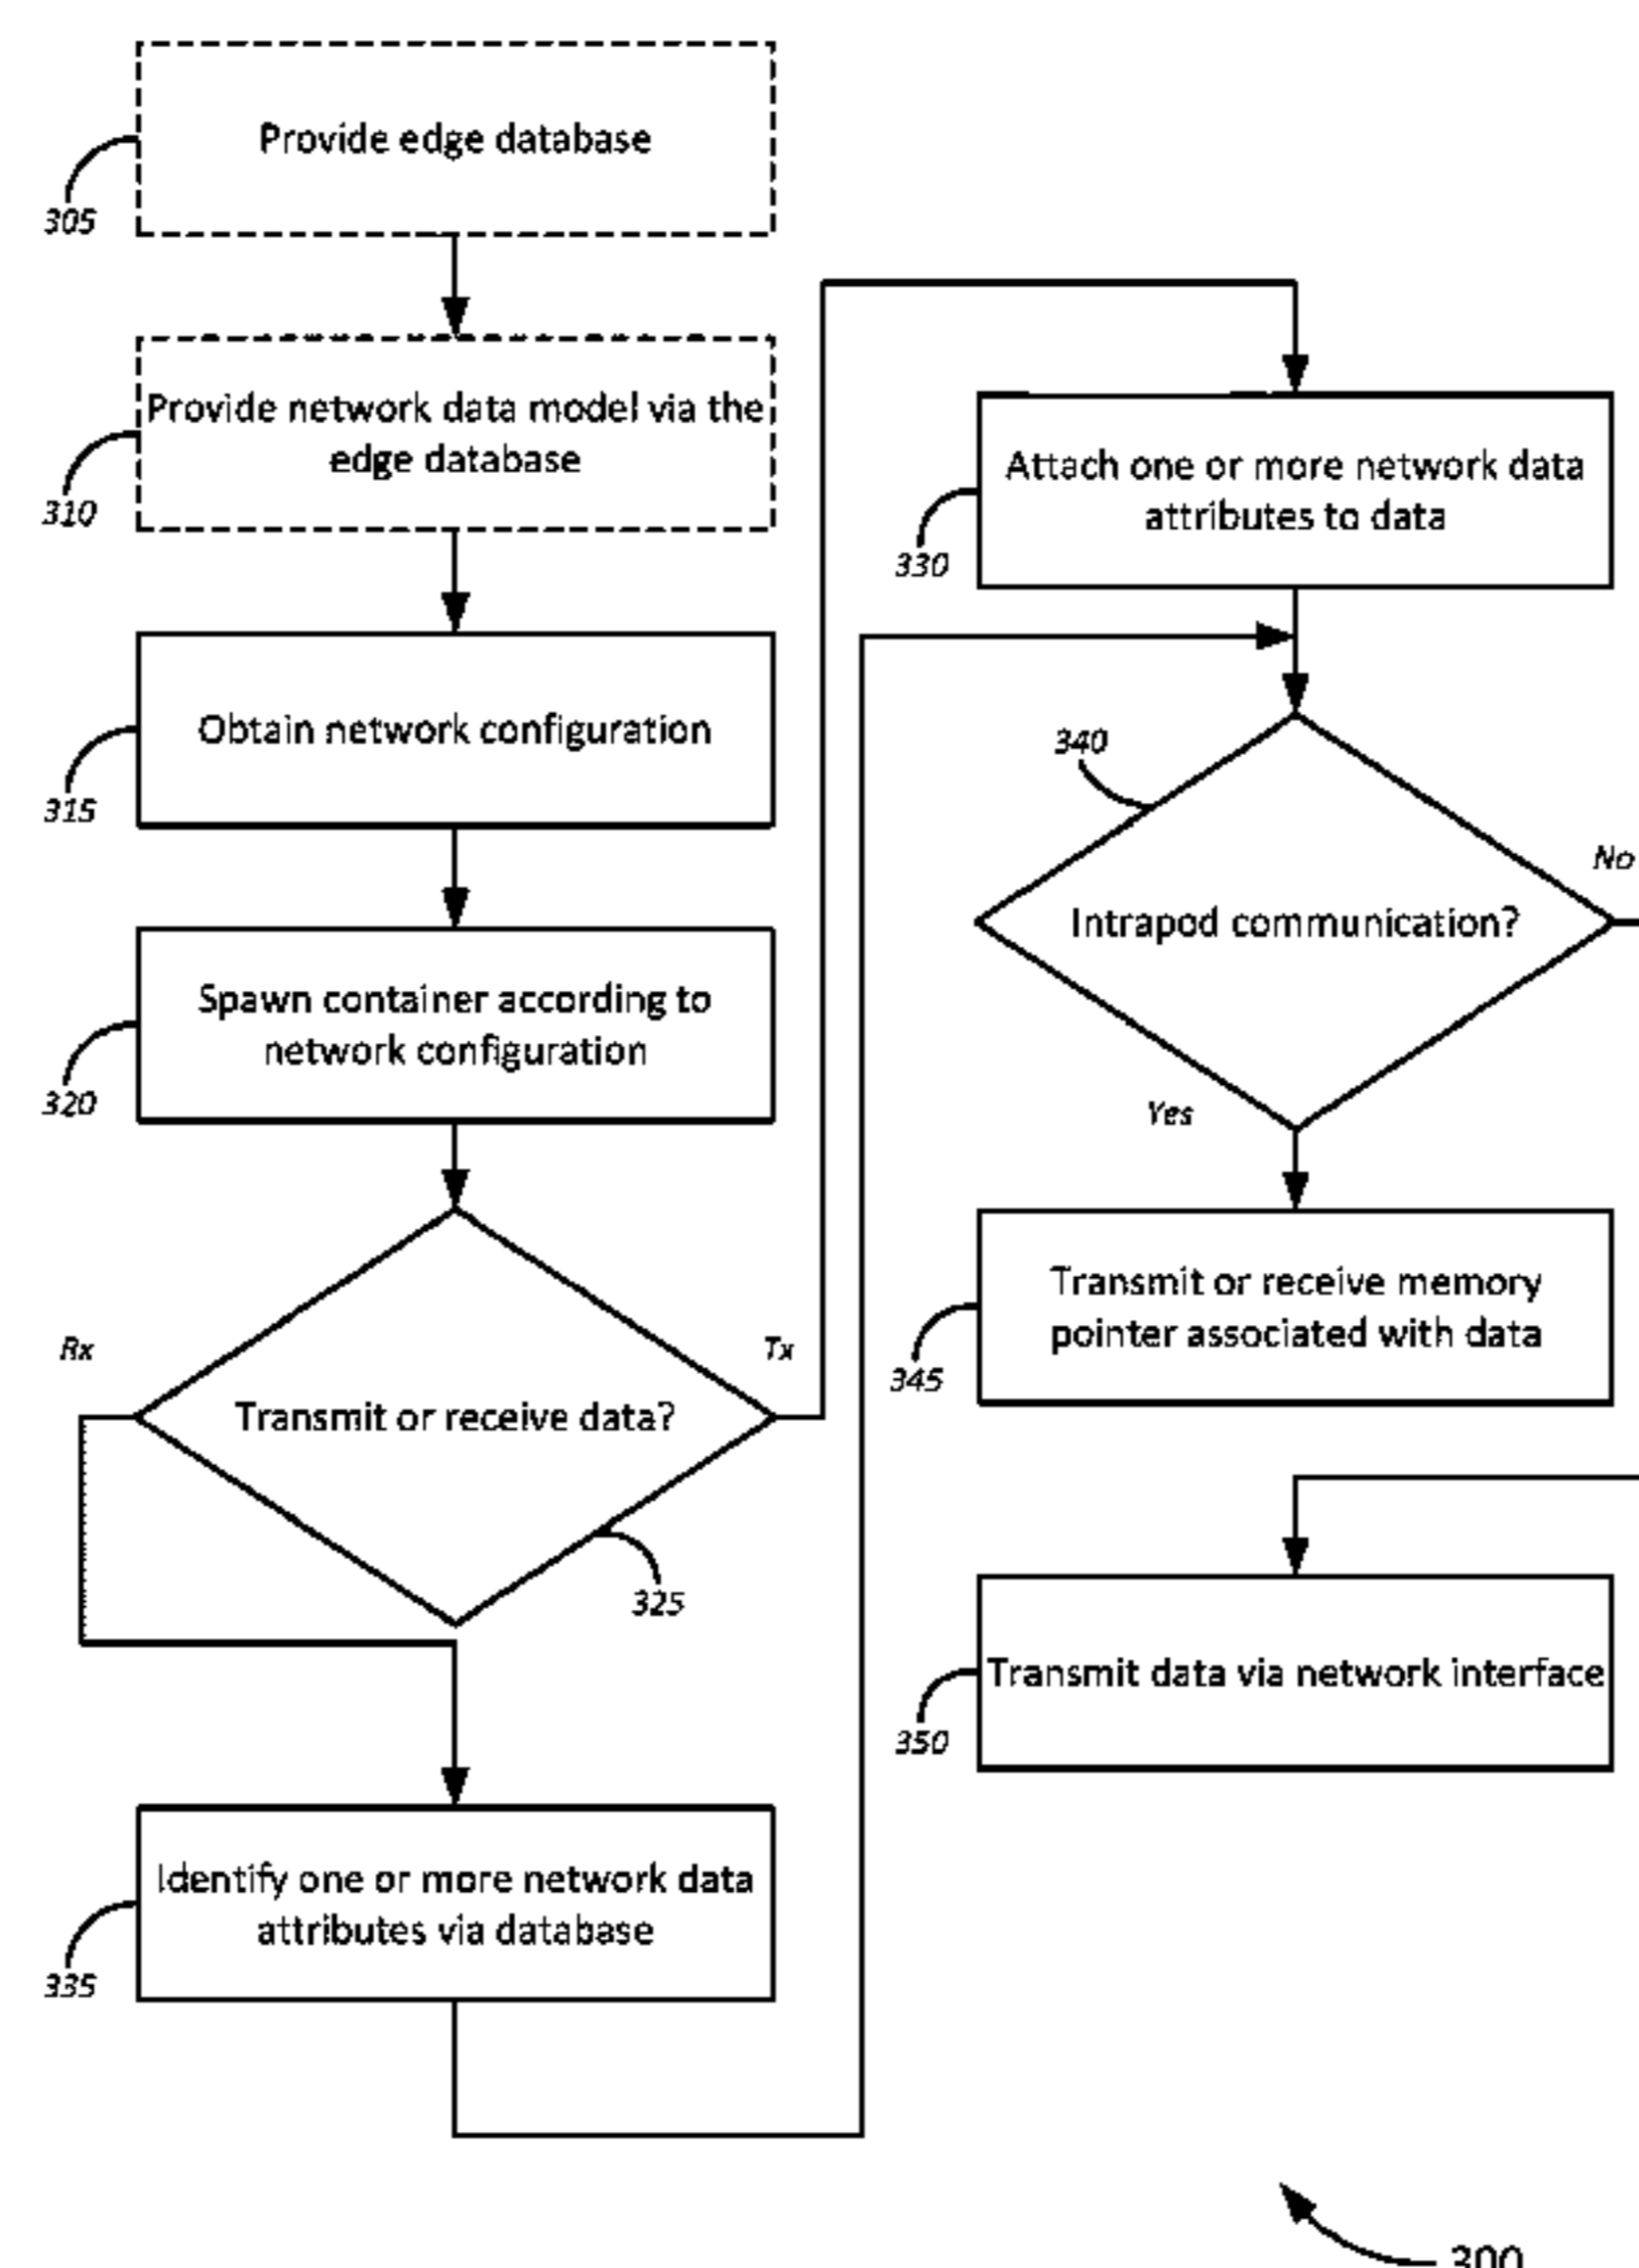 Provide edge database
305
Provide network data model via the
edge database
310
Obtain network configuration
315
Spawn container according to
network configuration
320
Rx
Tx
Transmit or receive data?
325
Identify one or more network data
attributes via database
335
Attach one or more network data
attributes to data
330
340
No
Intrapod communication?
Yes
Transmit or receive memory
pointer associated with data
345
Transmit data via network interface
350
300